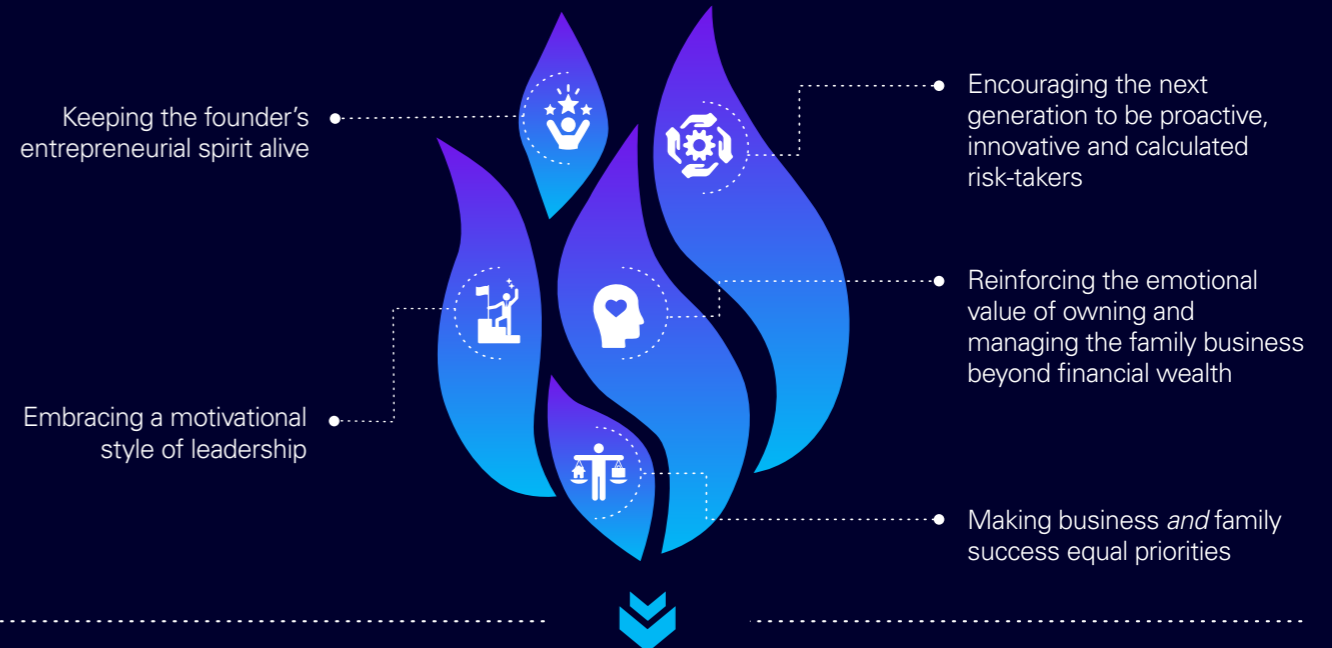 Keeping the founder’s
entrepreneurial spirit alive
Embracing a motivational
style of leadership
Encouraging the next
generation to be proactive,
innovative and calculated
risk-takers
Reinforcing the emotional
value of owning and
managing the family business
beyond financial wealth
Making business and family
success equal priorities